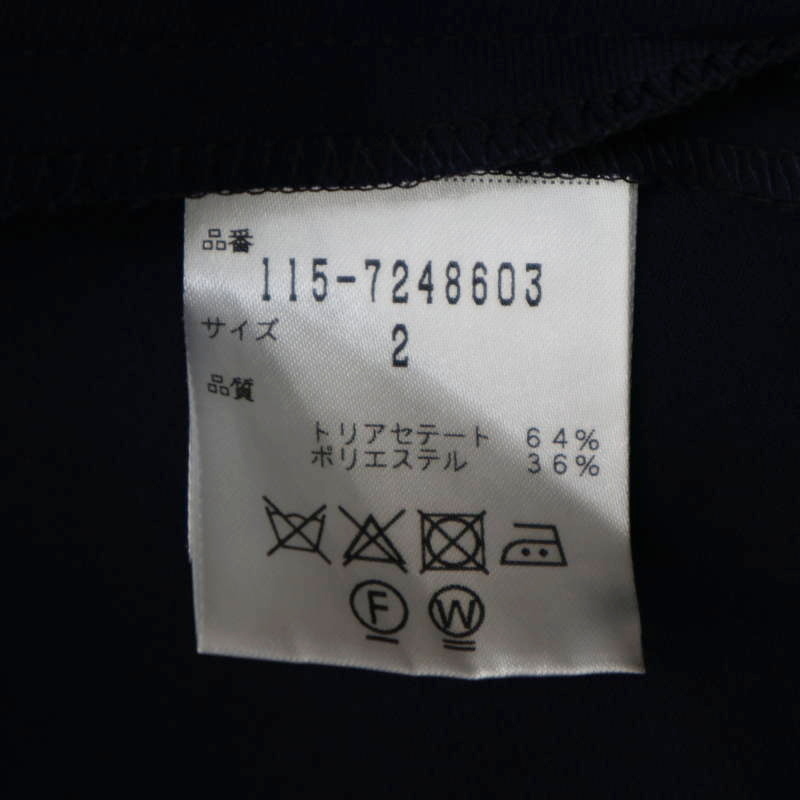 品番
115-7248603
サイズ
2
品質
トリアセテート 64%
ポリエステル 36%
F W